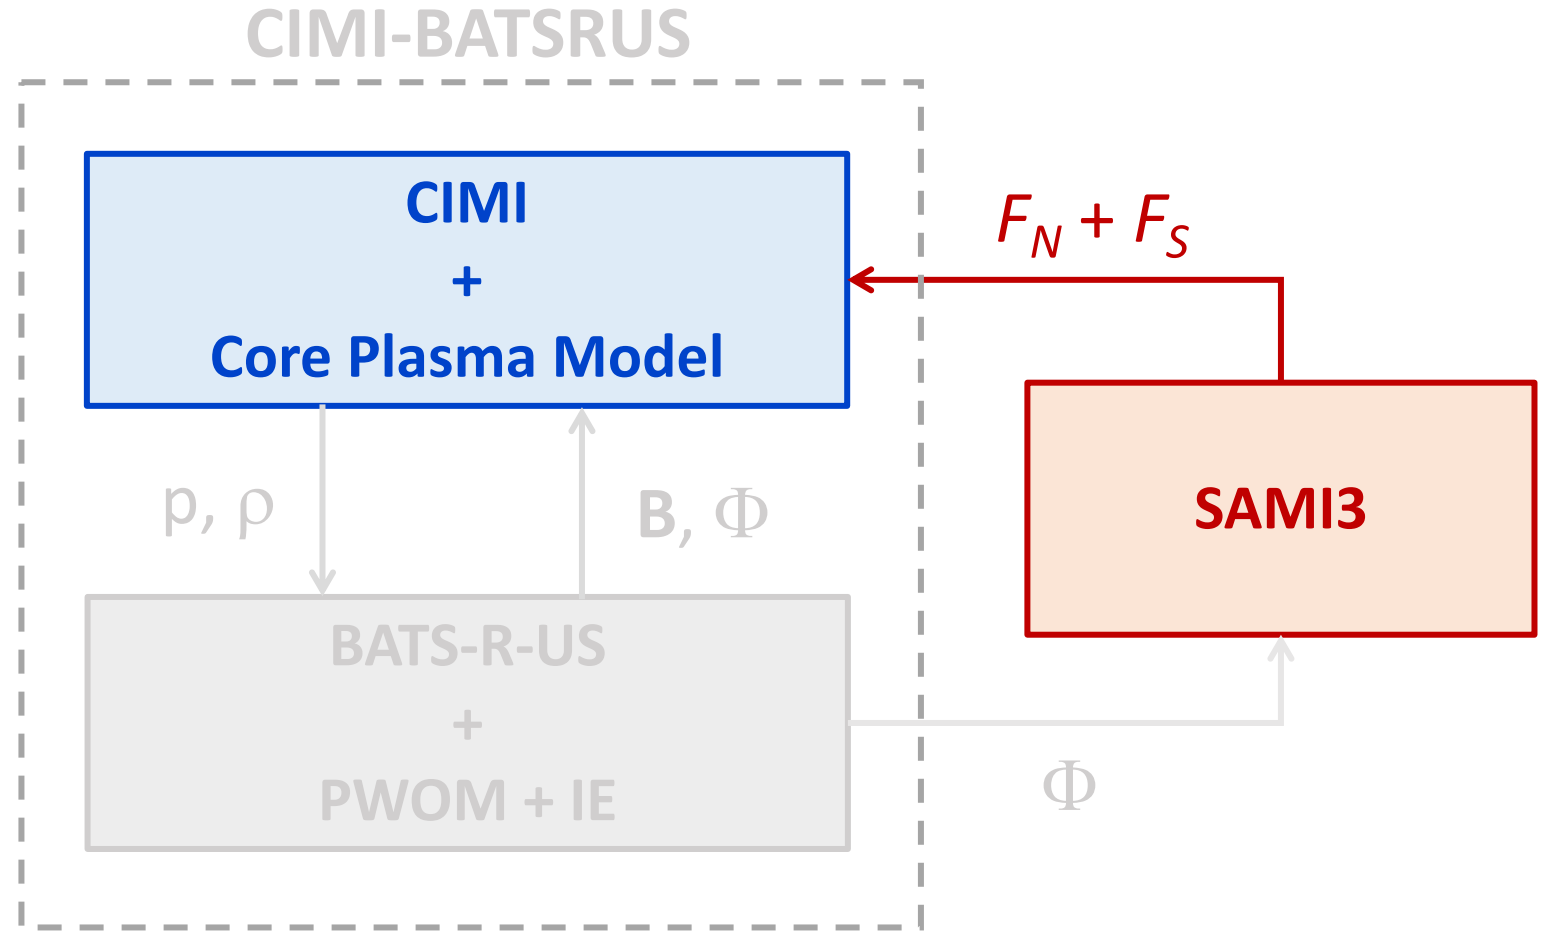 CIMI-BATSRUS
CIMI
+
Core Plasma Model
F_N + F_S
p, ρ
B, Φ
SAMI3
BATS-R-US
+
PWOM + IE
Φ